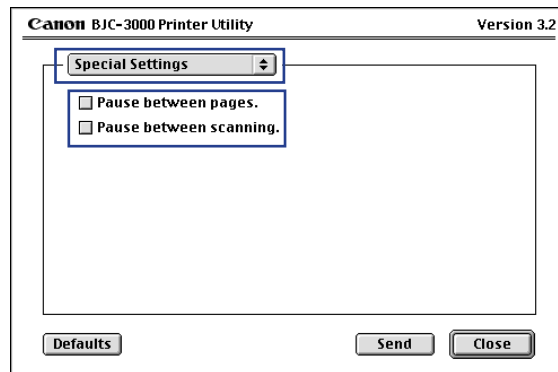 Canon BJC-3000 Printer Utility Version 3.2
Special Settings
Pause between pages.
Pause between scanning.
Defaults Send Close